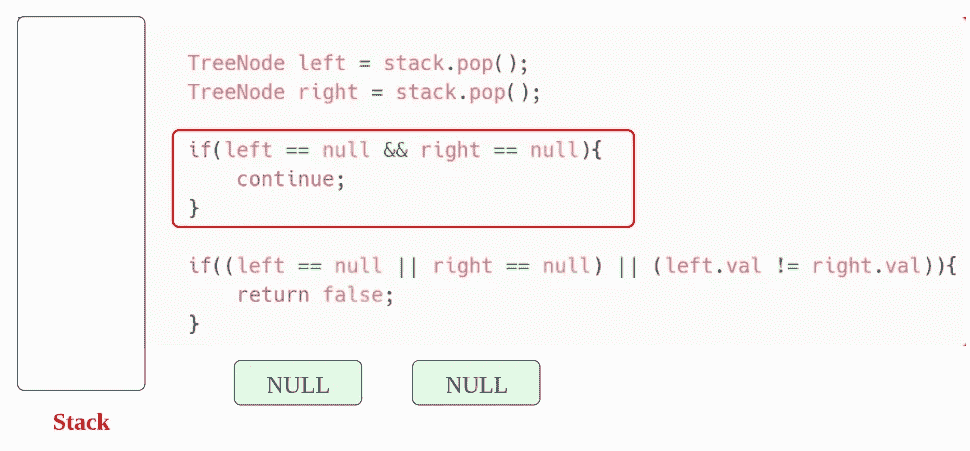 TreeNode left = stack.pop();
TreeNode right = stack.pop();
if(left == null && right == null){
continue;
}
if((left == null || right == null) || (left.val != right.val)){
return false;
}
NULL NULL
Stack